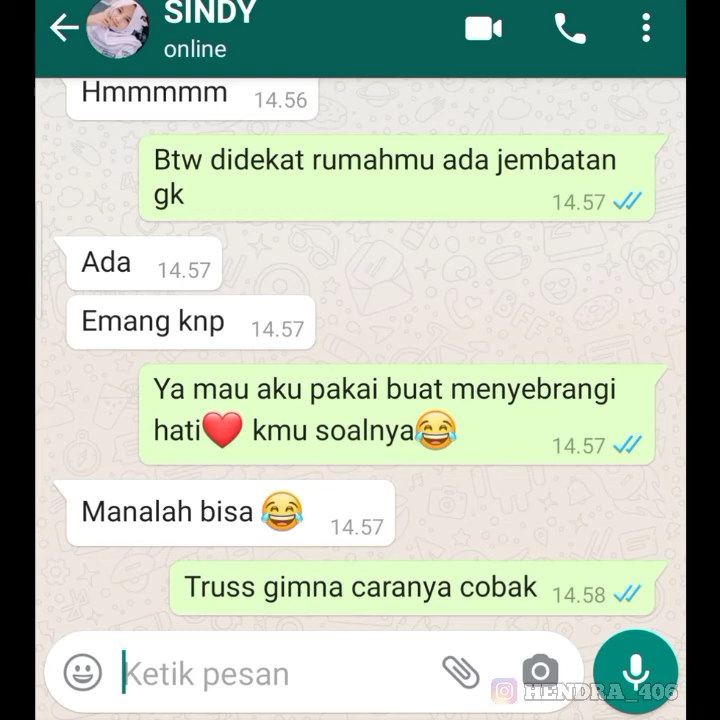 SINDY
online
Hmmmmm 14.56
Btw didekat rumahmu ada jembatan
gk 14.57
Ada 14.57
Emang knp 14.57
Ya mau aku pakai buat menyebrangi
hati❤️ kmu soalnya😂 14.57
Manalah bisa 😂 14.57
Truss gimna caranya cobak 14.58
Ketik pesan
HENDRA_406